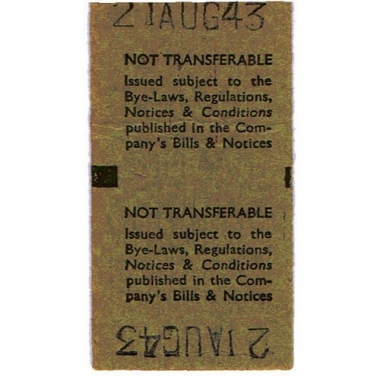 21AUG43
NOT TRANSFERABLE
Issued subject to the
Bye-Laws, Regulations,
Notices & Conditions
published in the Com-
pany's Bills & Notices
NOT TRANSFERABLE
Issued subject to the
Bye-Laws, Regulations,
Notices & Conditions
published in the Com-
pany's Bills & Notices
21AUG43